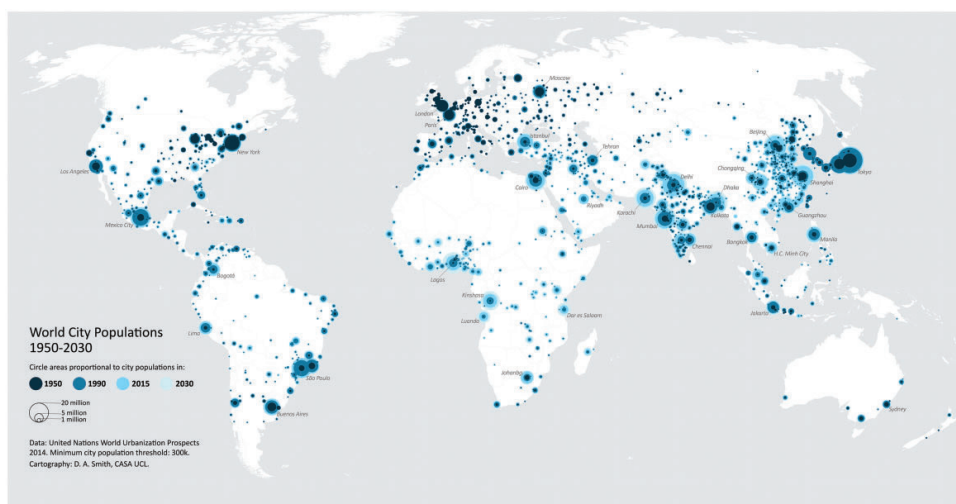 Moscow
London
Paris
Istanbul
Tehran
Beijing
New York
Los Angeles
Chongqing
Tokyo
Cairo
Delhi
Dhaka
Shanghai
Riyadh
Karachi
Kolkata
Guangzhou
Mexico City
Mumbai
Chennai
Bangkok
Manila
H.C. Minh City
Bogotá
Lagos
Kinshasa
Luanda
Dar es Salaam
Jakarta
Lima
São Paulo
Joherbg
Buenos Aires
Sydney
World City Populations
1950-2030
Circle areas proportional to city populations in:
1950 1990 2015 2030
20 million
5 million
1 million
Data: United Nations World Urbanization Prospects
2014. Minimum city population threshold: 300k.
Cartography: D. A. Smith, CASA UCL.